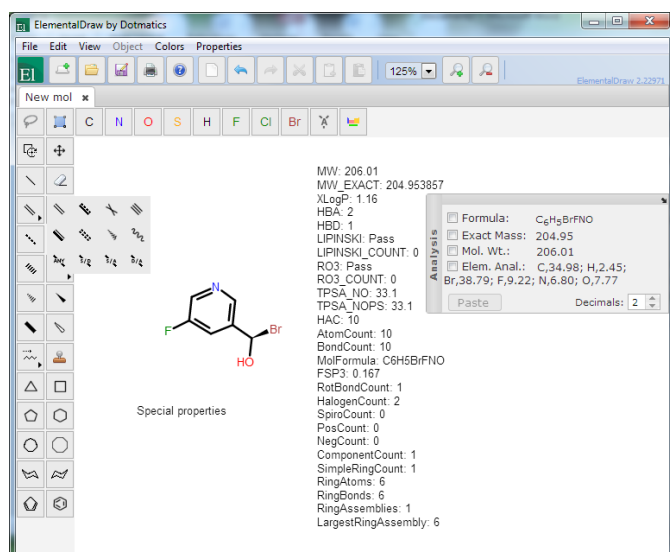 El ElementalDraw by Dotmatics
File Edit View Object Colors Properties
El 125% ElementalDraw 2.22971
New mol x
C N O S H F Cl Br A
MW: 206.01
MW_EXACT: 204.953857
XLogP: 1.16
HBA: 2
HBD: 1
LIPINSKI: Pass
LIPINSKI_COUNT: 0
RO3: Pass
RO3_COUNT: 0
TPSA_NO: 33.1
TPSA_NOPS: 33.1
HAC: 10
AtomCount: 10
BondCount: 10
MolFormula: C6H5BrFNO
FSP3: 0.167
RotBondCount: 1
HalogenCount: 2
SpiroCount: 0
PosCount: 0
NegCount: 0
ComponentCount: 1
SimpleRingCount: 1
RingAtoms: 6
RingBonds: 6
RingAssemblies: 1
LargestRingAssembly: 6
Analysis
Formula: C6H5BrFNO
Exact Mass: 204.95
Mol. Wt.: 206.01
Elem. Anal.: C,34.98; H,2.45;
Br,38.79; F,9.22; N,6.80; O,7.77
Paste Decimals: 2
ANY S/R S/R S/R
N
F
Br
HO
Special properties